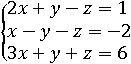 2x + y − z = 1
x − y − z = −2
3x + y + z = 6